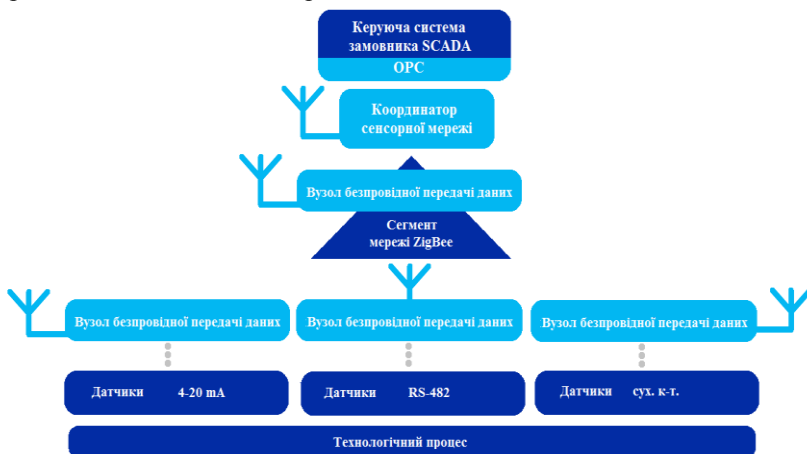 Керуюча система
замовника SCADA
OPC
Координатор
сенсорної мережі
Вузол безпровідної передачі даних
Сегмент
мережі ZigBee
Вузол безпровідної передачі даних
Вузол безпровідної передачі даних
Вузол безпровідної передачі даних
Датчики 4-20 mA
Датчики RS-482
Датчики сух. к-т.
Технологічний процес